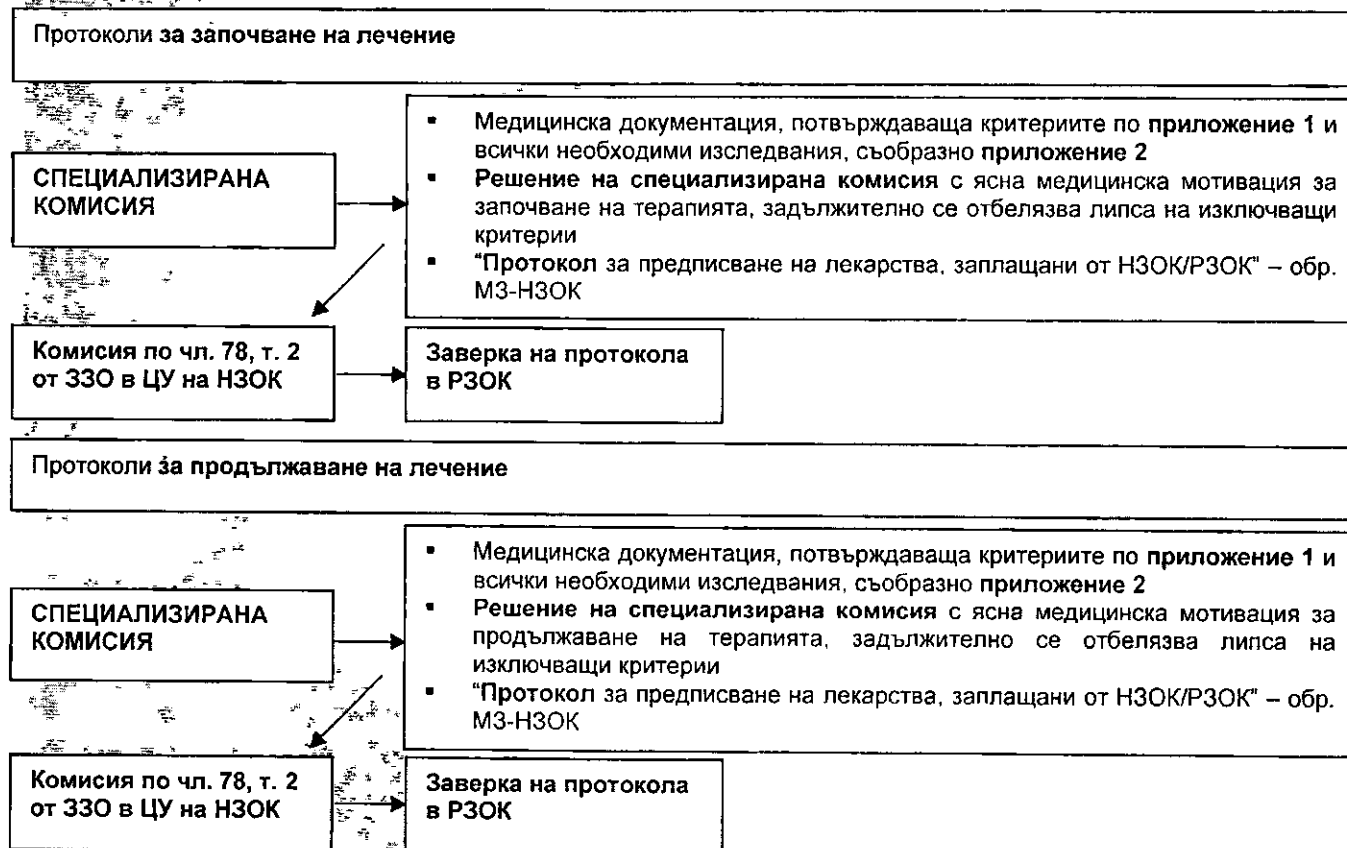 Протоколи за започване на лечение
▪ Медицинска документация, потвърждаваща критериите по приложение 1 и
всички необходими изследвания, съобразно приложение 2
СПЕЦИАЛИЗИРАНА
КОМИСИЯ
▪ Решение на специализирана комисия с ясна медицинска мотивация за
започване на терапията, задължително се отбелязва липса на изключващи
критерии
▪ "Протокол за предписване на лекарства, заплащани от НЗОК/РЗОК" – обр.
МЗ-НЗОК
Комисия по чл. 78, т. 2
от ЗЗО в ЦУ на НЗОК
Заверка на протокола
в РЗОК
Протоколи за продължаване на лечение
▪ Медицинска документация, потвърждаваща критериите по приложение 1 и
всички необходими изследвания, съобразно приложение 2
СПЕЦИАЛИЗИРАНА
КОМИСИЯ
▪ Решение на специализирана комисия с ясна медицинска мотивация за
продължаване на терапията, задължително се отбелязва липса на
изключващи критерии
▪ "Протокол за предписване на лекарства, заплащани от НЗОК/РЗОК" – обр.
МЗ-НЗОК
Комисия по чл. 78, т. 2
от ЗЗО в ЦУ на НЗОК
Заверка на протокола
в РЗОК